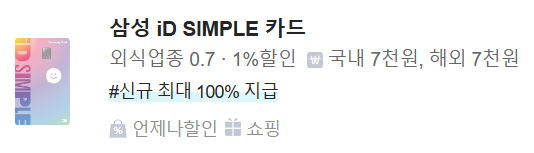 삼성 iD SIMPLE 카드
외식업종 0.7 · 1%할인 ₩ 국내 7천원, 해외 7천원
#신규 최대 100% 지급
% 언제나할인 쇼핑
iD SIMPLE